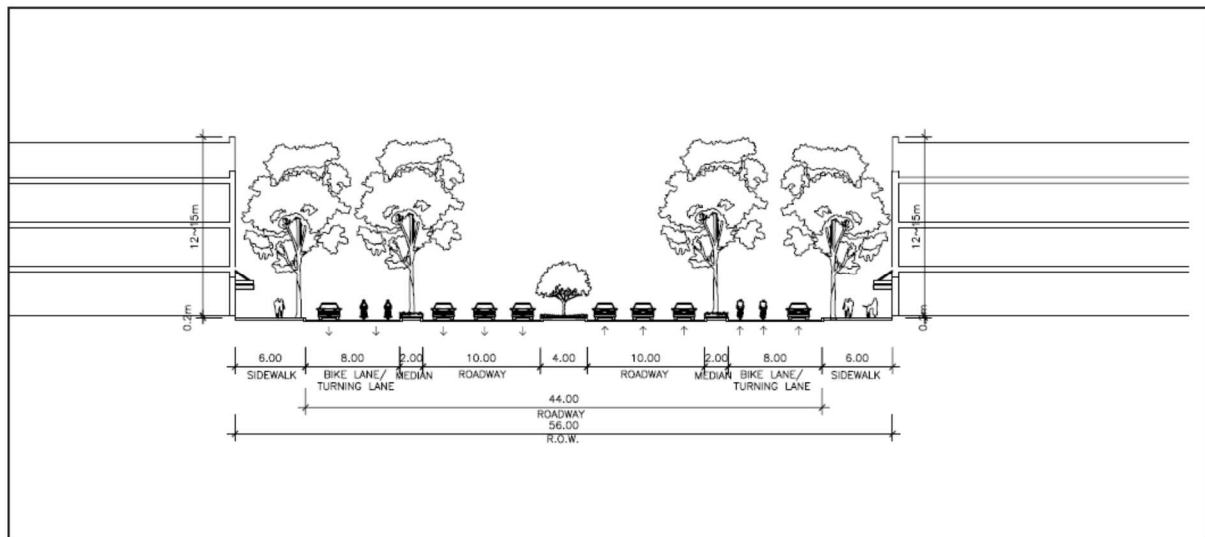 12~15m
12~15m
0.2m
6.00 8.00 2.00 10.00 4.00 10.00 2.00 8.00 6.00
SIDEWALK BIKE LANE/ MEDIAN ROADWAY ROADWAY MEDIAN BIKE LANE/ SIDEWALK
TURNING LANE TURNING LANE
44.00
ROADWAY
56.00
R.O.W.